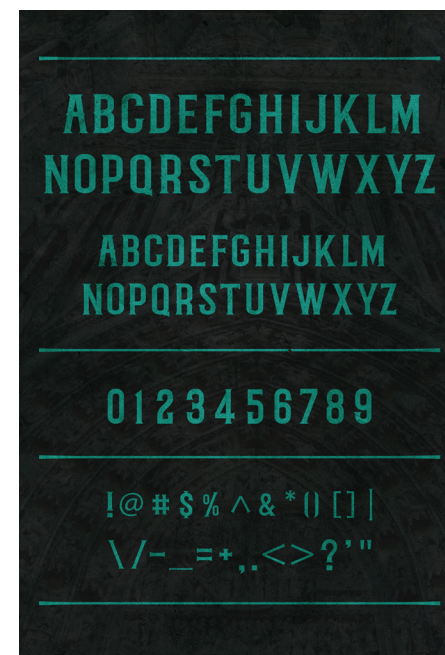 ABCDEFGHIJKLM
NOPQRSTUVWXYZ
ABCDEFGHIJKLM
NOPQRSTUVWXYZ
0123456789
!@#$%^&*()[]|
\/-_=+,.<>?'"